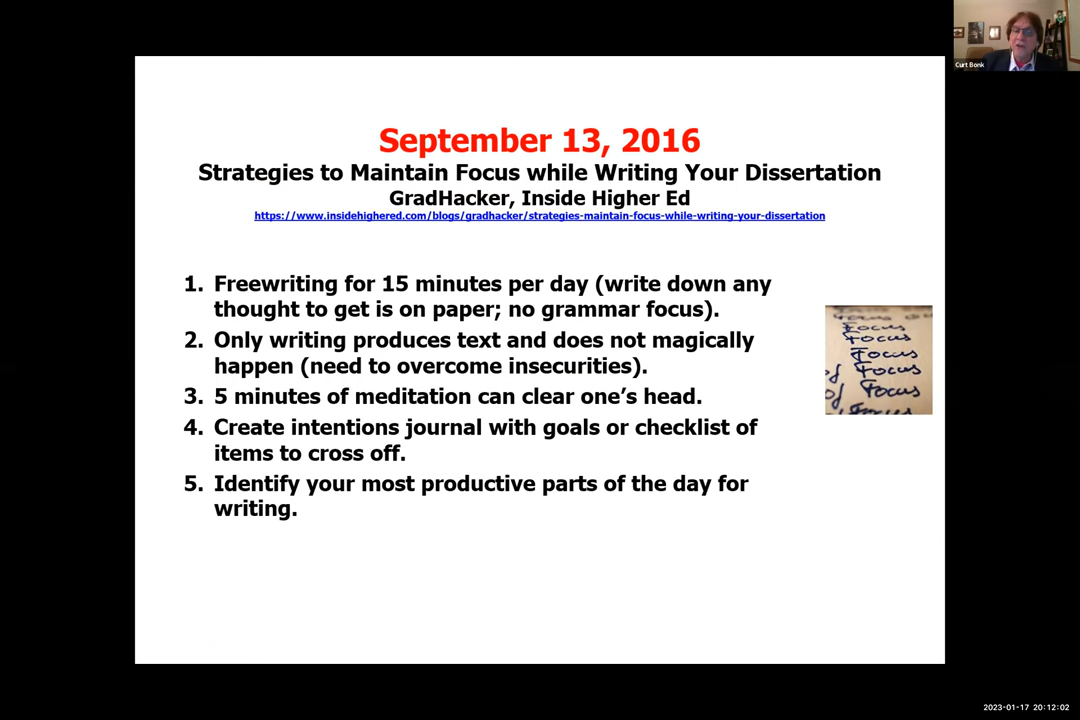 Curt Bonk
September 13, 2016
Strategies to Maintain Focus while Writing Your Dissertation
GradHacker, Inside Higher Ed
https://www.insidehighered.com/blogs/gradhacker/strategies-maintain-focus-while-writing-your-dissertation
1. Freewriting for 15 minutes per day (write down any
thought to get is on paper; no grammar focus).
2. Only writing produces text and does not magically
happen (need to overcome insecurities).
3. 5 minutes of meditation can clear one’s head.
4. Create intentions journal with goals or checklist of
items to cross off.
5. Identify your most productive parts of the day for
writing.
Focus
Focus
Focus
of Focus
of Focus
Focus
2023-01-17 20:12:02